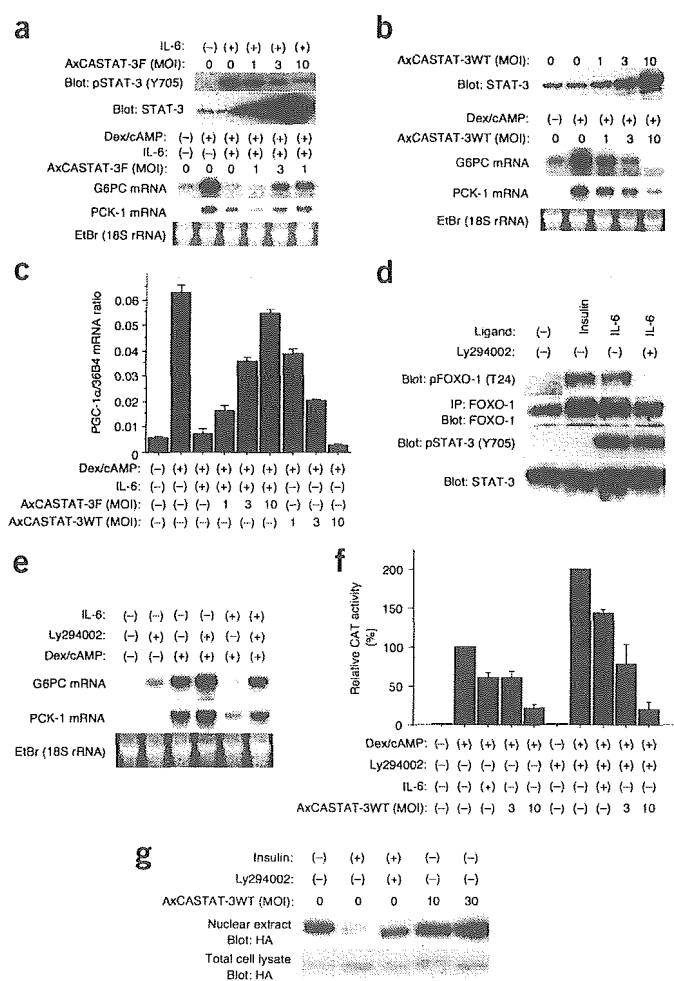 a
IL-6: (–) (+) (+) (+) (+)
AxCASTAT-3F (MOI): 0 0 1 3 10
Blot: pSTAT-3 (Y705)
Blot: STAT-3
Dex/cAMP: (–) (+) (+) (+) (+) (+)
IL-6: (–) (–) (+) (+) (+) (+)
AxCASTAT-3F (MOI): 0 0 0 1 3 1
G6PC mRNA
PCK-1 mRNA
EtBr (18S rRNA)
b
AxCASTAT-3WT (MOI): 0 0 1 3 10
Blot: STAT-3
Dex/cAMP: (–) (+) (+) (+) (+)
AxCASTAT-3WT (MOI): 0 0 1 3 10
G6PC mRNA
PCK-1 mRNA
EtBr (18S rRNA)
c
PGC-1α/36B4 mRNA ratio
0.06
0.05
0.04
0.03
0.02
0.01
0
Dex/cAMP: (–) (+) (+) (+) (+) (+) (+) (+) (+)
IL-6: (–) (–) (+) (+) (+) (+) (–) (–) (–)
AxCASTAT-3F (MOI): (–) (–) (–) 1 3 10 (–) (–) (–)
AxCASTAT-3WT (MOI): (–) (–) (–) (–) (–) (–) 1 3 10
d
Ligand: (–) Insulin IL-6 IL-6
Ly294002: (–) (–) (–) (+)
Blot: pFOXO-1 (T24)
IP: FOXO-1
Blot: FOXO-1
Blot: pSTAT-3 (Y705)
Blot: STAT-3
e
IL-6: (–) (–) (–) (–) (+) (+)
Ly294002: (–) (+) (–) (+) (–) (+)
Dex/cAMP: (–) (–) (+) (+) (+) (+)
G6PC mRNA
PCK-1 mRNA
EtBr (18S rRNA)
f
Relative CAT activity
(%)
200
150
100
50
0
Dex/cAMP: (–) (+) (+) (+) (+) (–) (+) (+) (+) (+)
Ly294002: (–) (–) (–) (–) (–) (+) (+) (+) (+) (+)
IL-6: (–) (–) (+) (–) (–) (–) (–) (+) (–) (–)
AxCASTAT-3WT (MOI): (–) (–) (–) 3 10 (–) (–) (–) 3 10
g
Insulin: (–) (+) (+) (–) (–)
Ly294002: (–) (–) (+) (–) (–)
AxCASTAT-3WT (MOI): 0 0 0 10 30
Nuclear extract
Blot: HA
Total cell lysate
Blot: HA